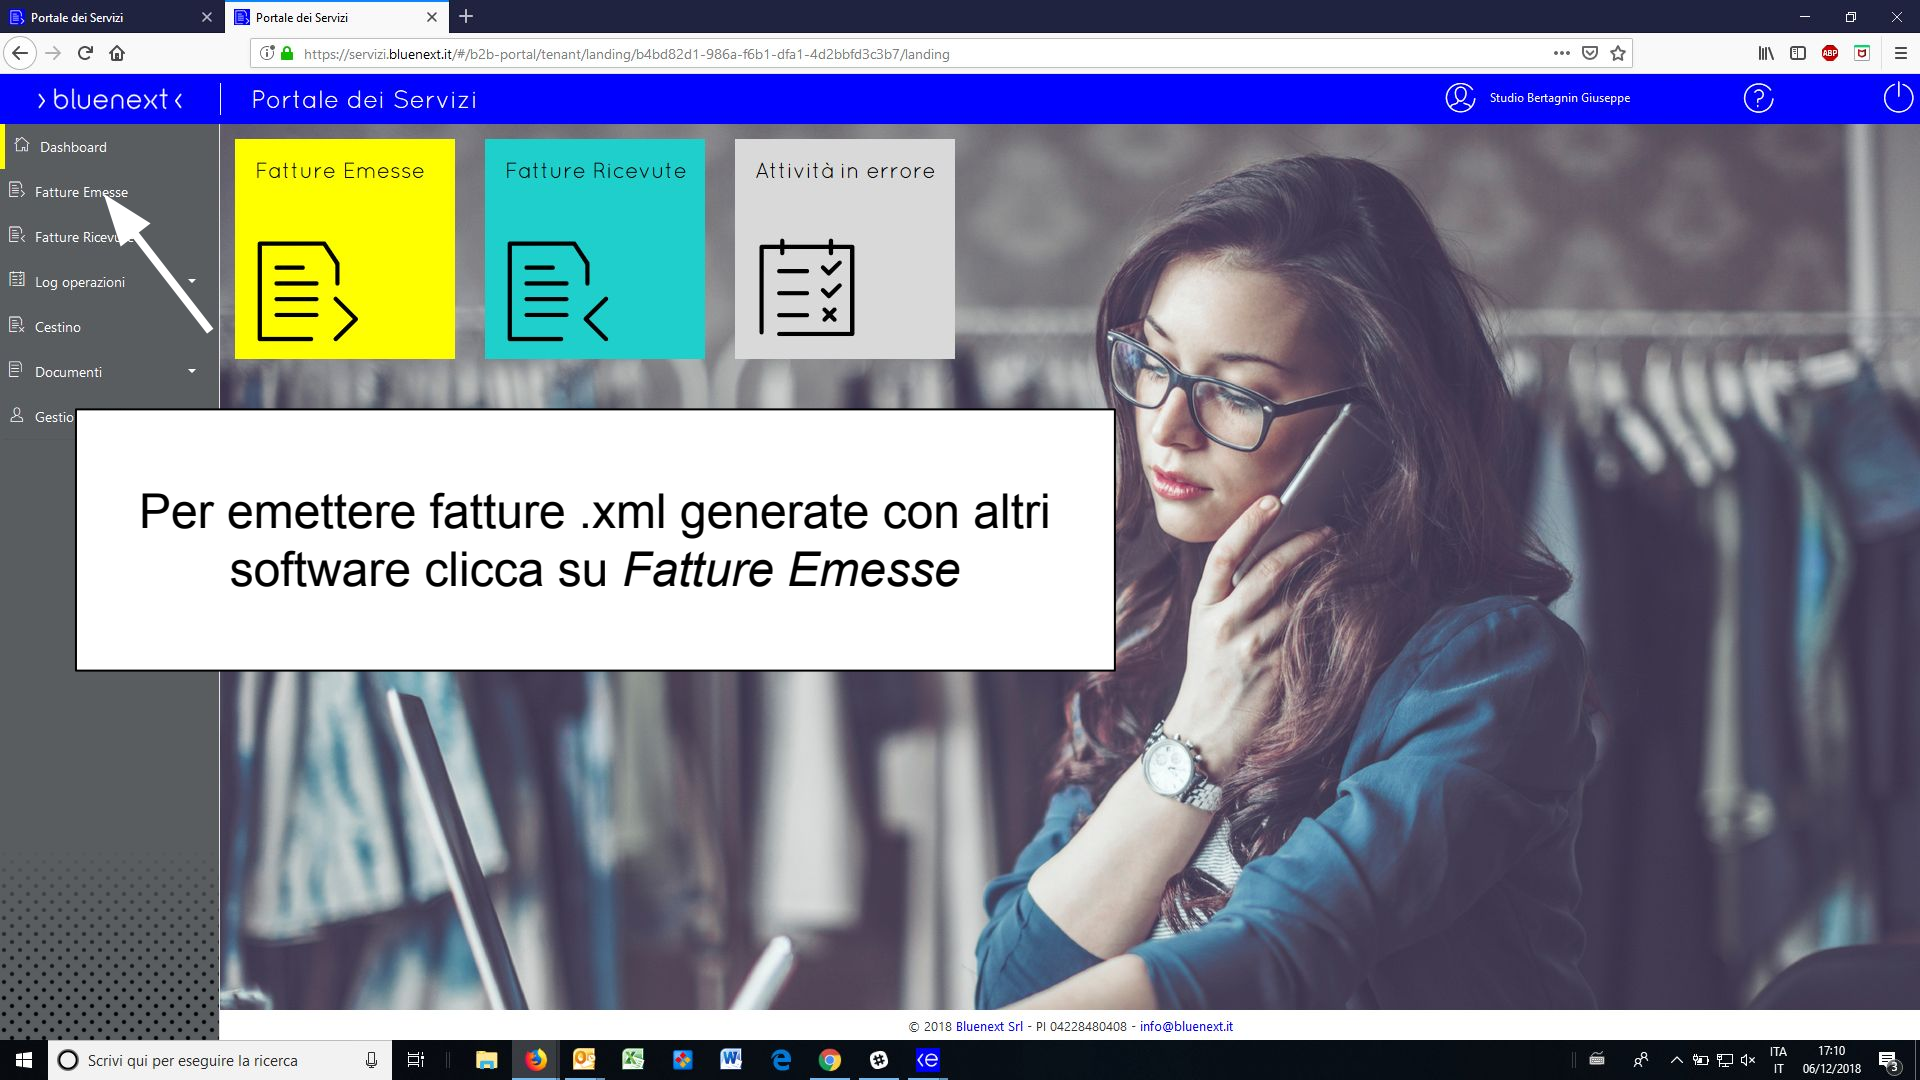 Portale dei Servizi
Portale dei Servizi
https://servizi.bluenext.it/#/b2b-portal/tenant/landing/b4bd82d1-986a-f6b1-dfa1-4d2bbfd3c3b7/landing
ABP
bluenext
Portale dei Servizi
Studio Bertagnin Giuseppe
?
Dashboard
Fatture Emesse
Fatture
Log operazioni
Cestino
Documenti
Fatture Emesse
Fatture Ricevute
Attività in errore
Per emettere fatture .xml generate con altri
software clicca su Fatture Emesse
© 2018 Bluenext Srl - PI 04228480408 - info@bluenext.it
Scrivi qui per eseguire la ricerca
ITA
IT
17:10
06/12/2018
3